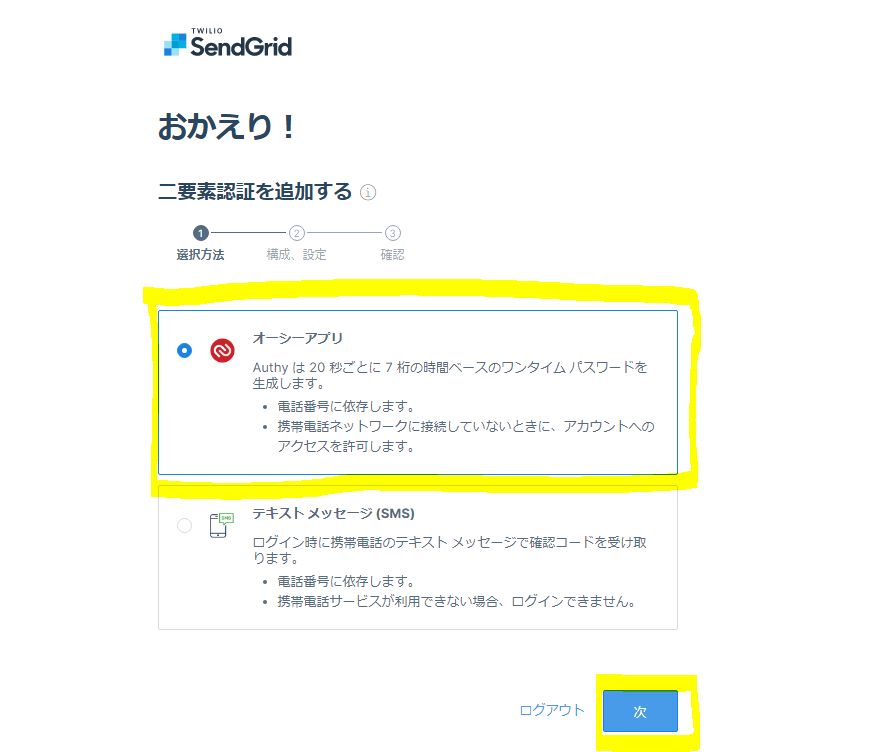 TWILIO
SendGrid
おかえり！
二要素認証を追加する
1 2 3
選択方法 構成、設定 確認
オーシーアプリ
Authy は 20 秒ごとに 7 桁の時間ベースのワンタイム パスワードを
生成します。
• 電話番号に依存します。
• 携帯電話ネットワークに接続していないときに、アカウントへの
アクセスを許可します。
SMS
テキスト メッセージ (SMS)
ログイン時に携帯電話のテキスト メッセージで確認コードを受け取
ります。
• 電話番号に依存します。
• 携帯電話サービスが利用できない場合、ログインできません。
ログアウト 次